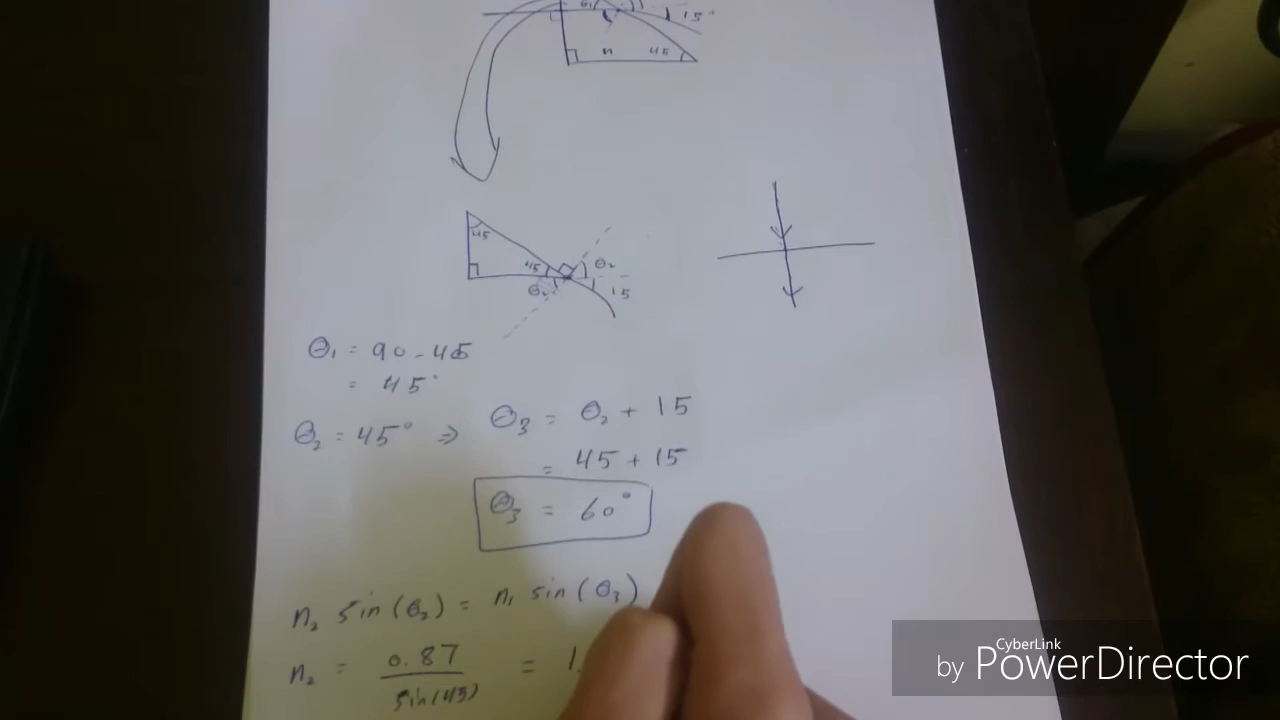 θ₁
15°
n
45
45
45
θ₂
θ₂
15
θ₁ = 90 - 45
= 45°
θ₂ = 45° ⇒ θ₃ = θ₂ + 15
= 45 + 15
θ₃ = 60°
n₂ sin(θ₂) = n₁ sin(θ₃)
n₂ = 0.87 / sin(45) = 1.
CyberLink
by PowerDirector